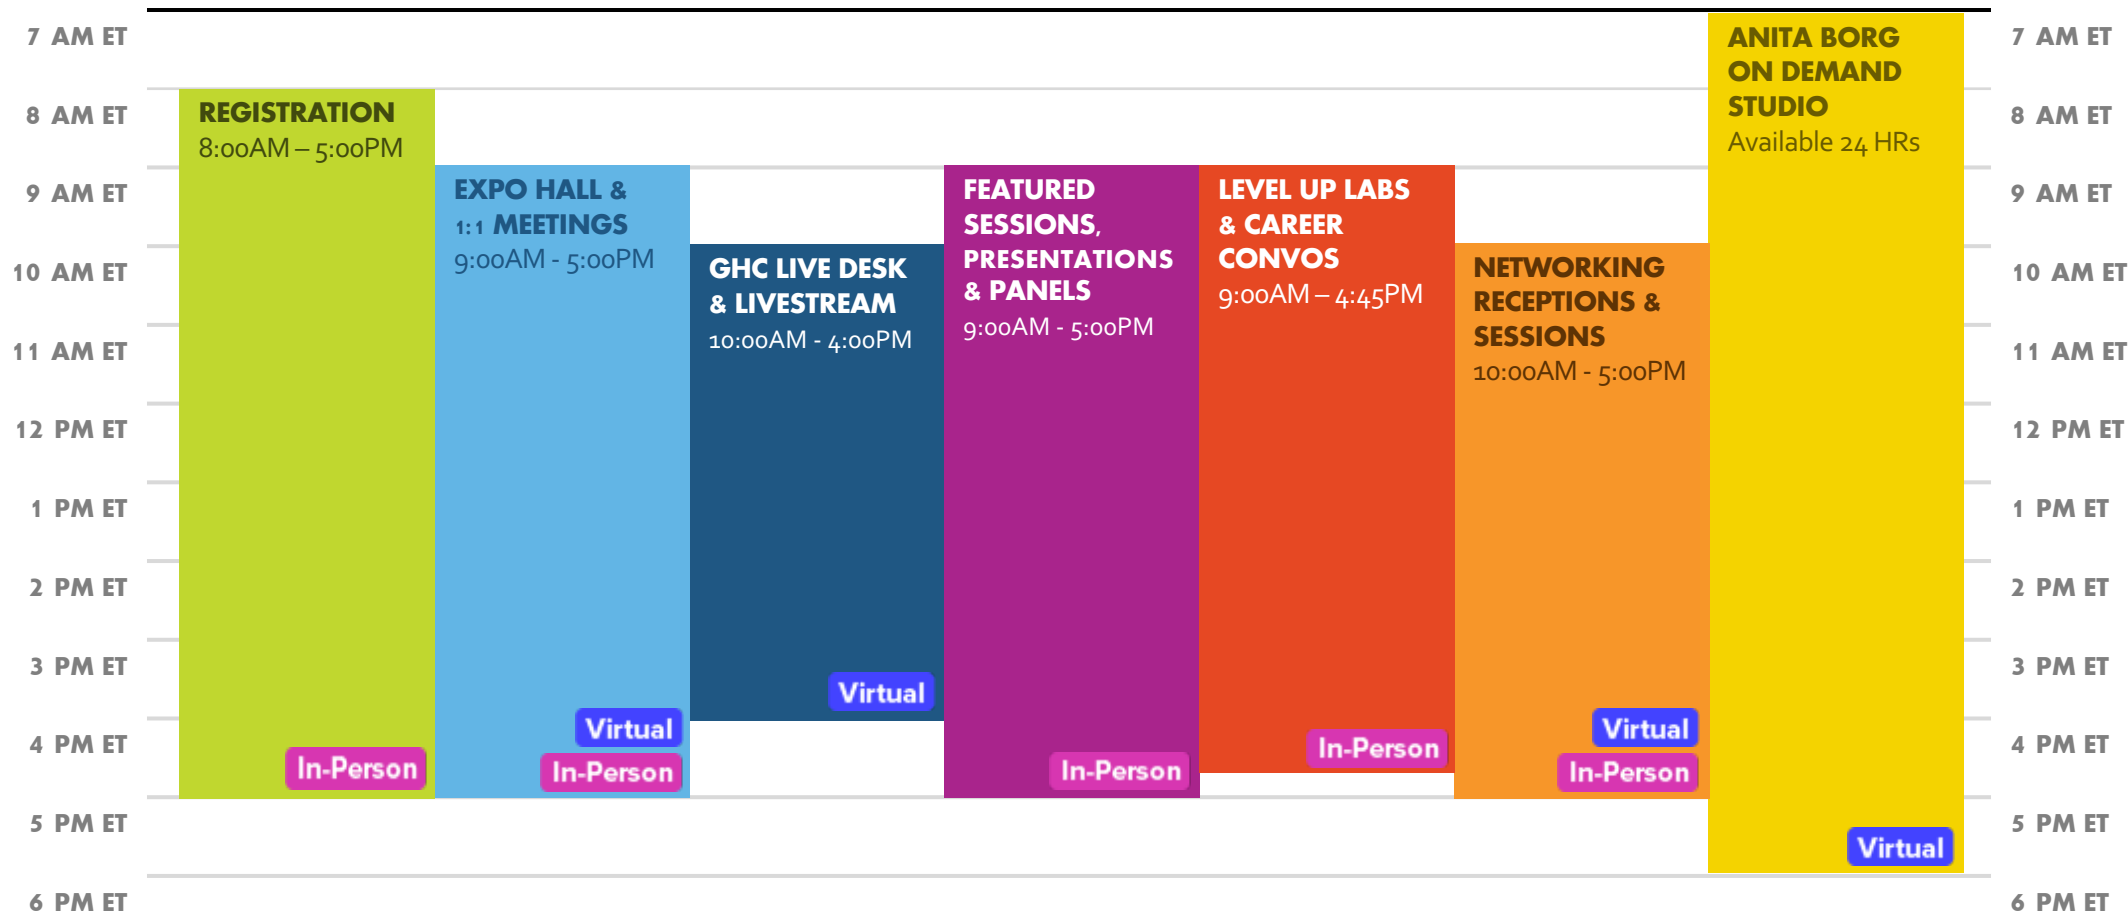 7 AM ET
8 AM ET
9 AM ET
10 AM ET
11 AM ET
12 PM ET
1 PM ET
2 PM ET
3 PM ET
4 PM ET
5 PM ET
6 PM ET
REGISTRATION
8:00AM – 5:00PM
In-Person
EXPO HALL &
1:1 MEETINGS
9:00AM - 5:00PM
Virtual
In-Person
GHC LIVE DESK
& LIVESTREAM
10:00AM - 4:00PM
Virtual
FEATURED
SESSIONS,
PRESENTATIONS
& PANELS
9:00AM - 5:00PM
In-Person
LEVEL UP LABS
& CAREER
CONVOS
9:00AM – 4:45PM
In-Person
NETWORKING
RECEPTIONS &
SESSIONS
10:00AM - 5:00PM
Virtual
In-Person
ANITA BORG
ON DEMAND
STUDIO
Available 24 HRs
Virtual
7 AM ET
8 AM ET
9 AM ET
10 AM ET
11 AM ET
12 PM ET
1 PM ET
2 PM ET
3 PM ET
4 PM ET
5 PM ET
6 PM ET